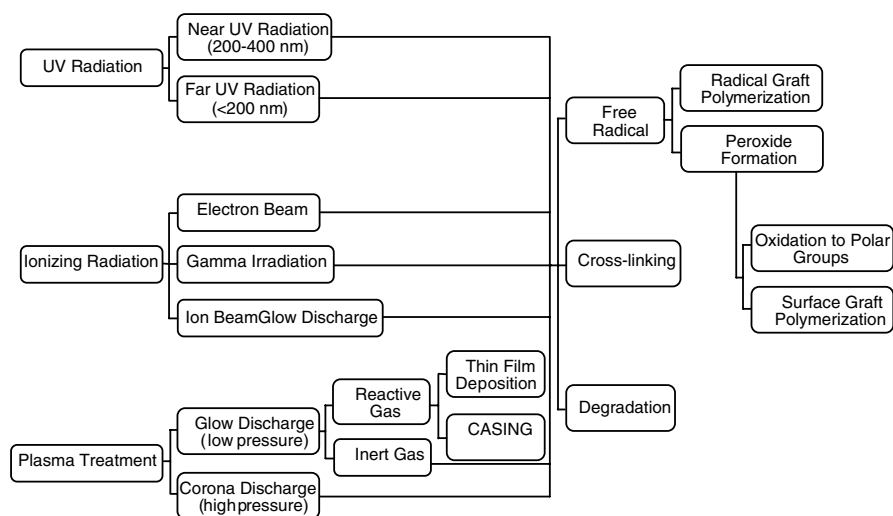 UV Radiation
Near UV Radiation
(200-400 nm)
Far UV Radiation
(<200 nm)
Ionizing Radiation
Electron Beam
Gamma Irradiation
Ion BeamGlow Discharge
Plasma Treatment
Glow Discharge
(low pressure)
Corona Discharge
(high pressure)
Reactive
Gas
Inert Gas
Thin Film
Deposition
CASING
Free
Radical
Cross-linking
Degradation
Radical Graft
Polymerization
Peroxide
Formation
Oxidation to Polar
Groups
Surface Graft
Polymerization